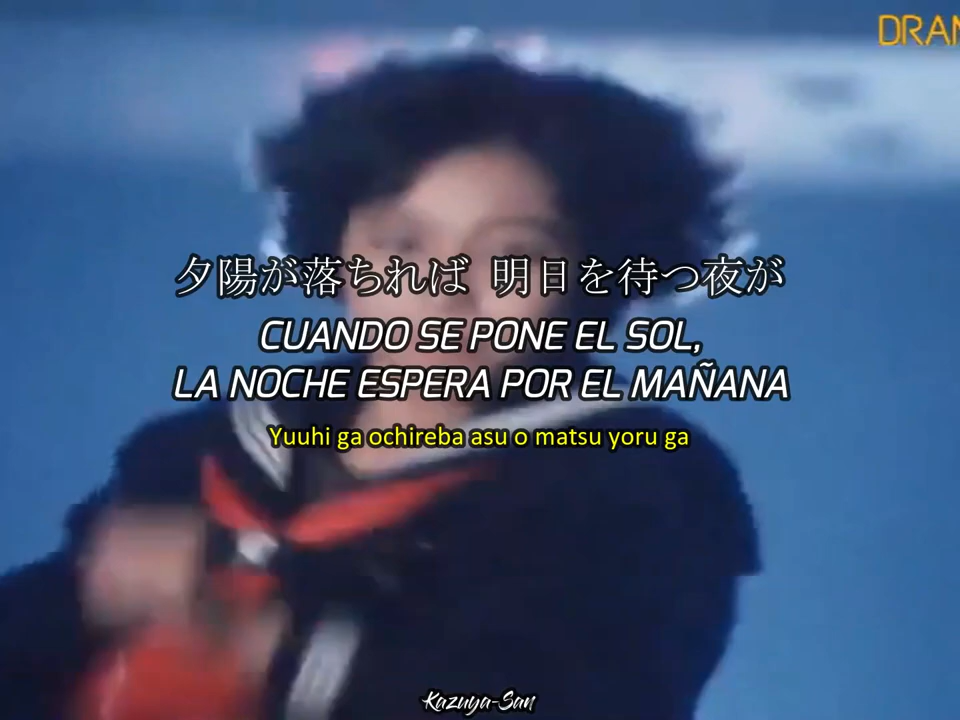 DRAM
夕陽が落ちれば 明日を待つ夜が
CUANDO SE PONE EL SOL,
LA NOCHE ESPERA POR EL MAÑANA
Yuuhi ga ochireba asu o matsu yoru ga
Kazuya-San